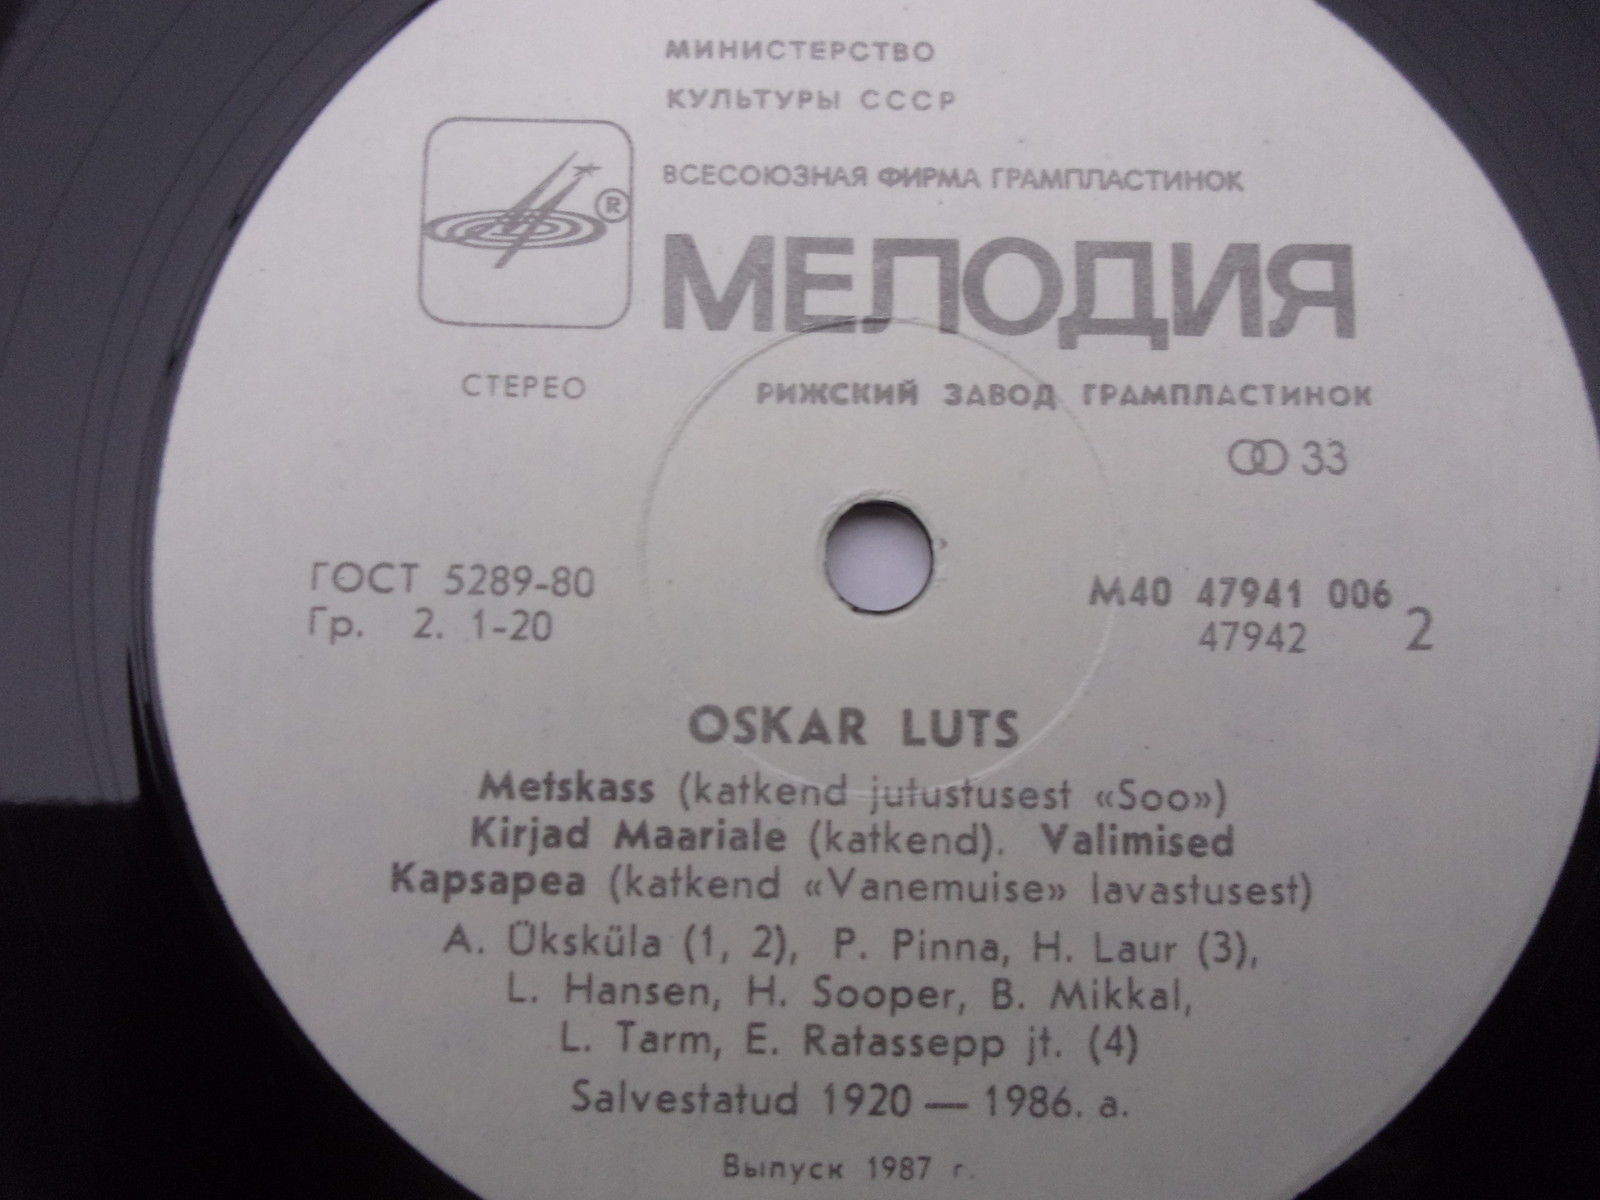 МИНИСТЕРСТВО
КУЛЬТУРЫ СССР
ВСЕСОЮЗНАЯ ФИРМА ГРАМПЛАСТИНОК
®
МЕЛОДИЯ
СТЕРЕО
РИЖСКИЙ ЗАВОД ГРАМПЛАСТИНОК
33
ГОСТ 5289-80
Гр. 2. 1-20
М40 47941 006
47942 2
OSKAR LUTS
Metskass (katkend jutustusest «Soo»)
Kirjad Maariale (katkend). Valimised
Kapsapea (katkend «Vanemuise» lavastusest)
A. Üksküla (1, 2), P. Pinna, H. Laur (3),
L. Hansen, H. Sooper, B. Mikkal,
L. Tarm, E. Ratassepp jt. (4)
Salvestatud 1920 — 1986. a.
Выпуск 1987 г.